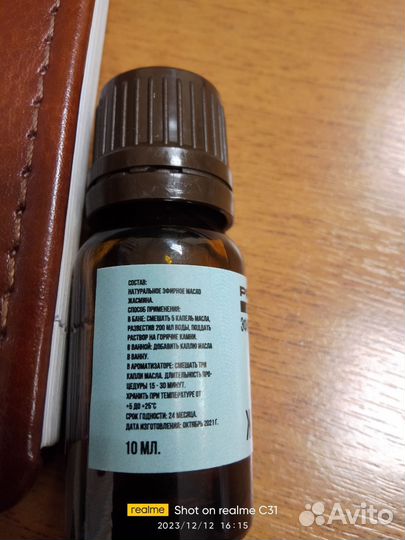 СОСТАВ:
НАТУРАЛЬНОЕ ЭФИРНОЕ МАСЛО
ЖАСМИНА.
СПОСОБ ПРИМЕНЕНИЯ:
В БАНЕ: СМЕШАТЬ 5 КАПЕЛЬ МАСЛА,
РАЗВЕСТИВ 200 МЛ ВОДЫ, ПОДДАТЬ
РАСТВОР НА ГОРЯЧИЕ КАМНИ.
В ВАННОЙ: ДОБАВИТЬ КАПЛЮ МАСЛА
В ВАННУ.
В АРОМАТИЗАТОРЕ: СМЕШАТЬ ТРИ
КАПЛИ МАСЛА. ДЛИТЕЛЬНОСТЬ ПРО-
ЦЕДУРЫ 15 - 30 МИНУТ.
ХРАНИТЬ ПРИ ТЕМПЕРАТУРЕ ОТ
+5 ДО +25°С
СРОК ГОДНОСТИ: 24 МЕСЯЦА.
ДАТА ИЗГОТОВЛЕНИЯ: ОКТЯБРЬ 2021 Г.
10 МЛ.
realme Shot on realme C31
2023/12/12 16:15
Avito